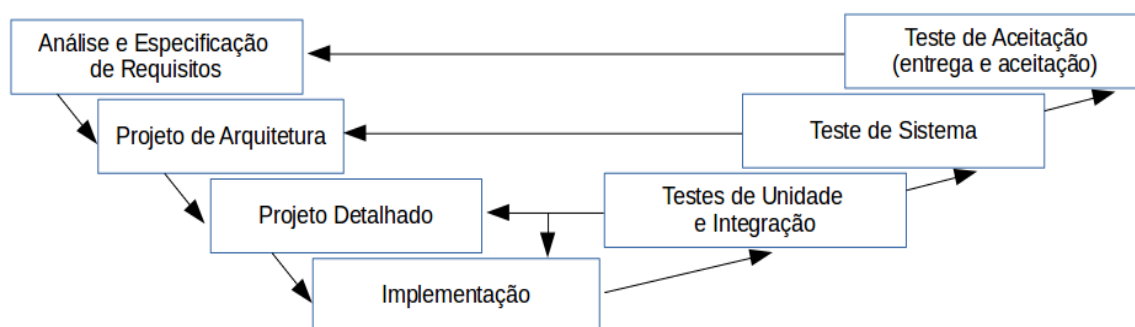 Análise e Especificação
de Requisitos
Teste de Aceitação
(entrega e aceitação)
Projeto de Arquitetura
Teste de Sistema
Projeto Detalhado
Testes de Unidade
e Integração
Implementação